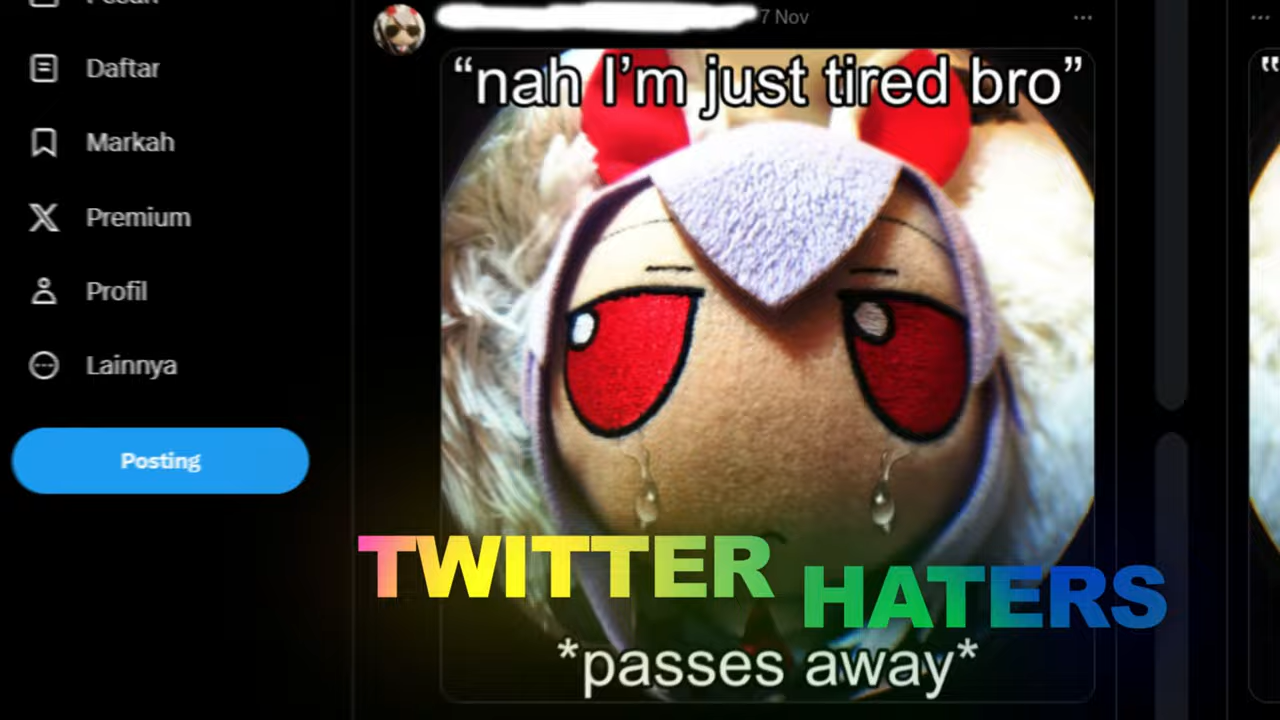 Daftar
Markah
Premium
Profil
Lainnya
Posting
7 Nov
“nah I’m just tired bro”
TWITTER HATERS
*passes away*